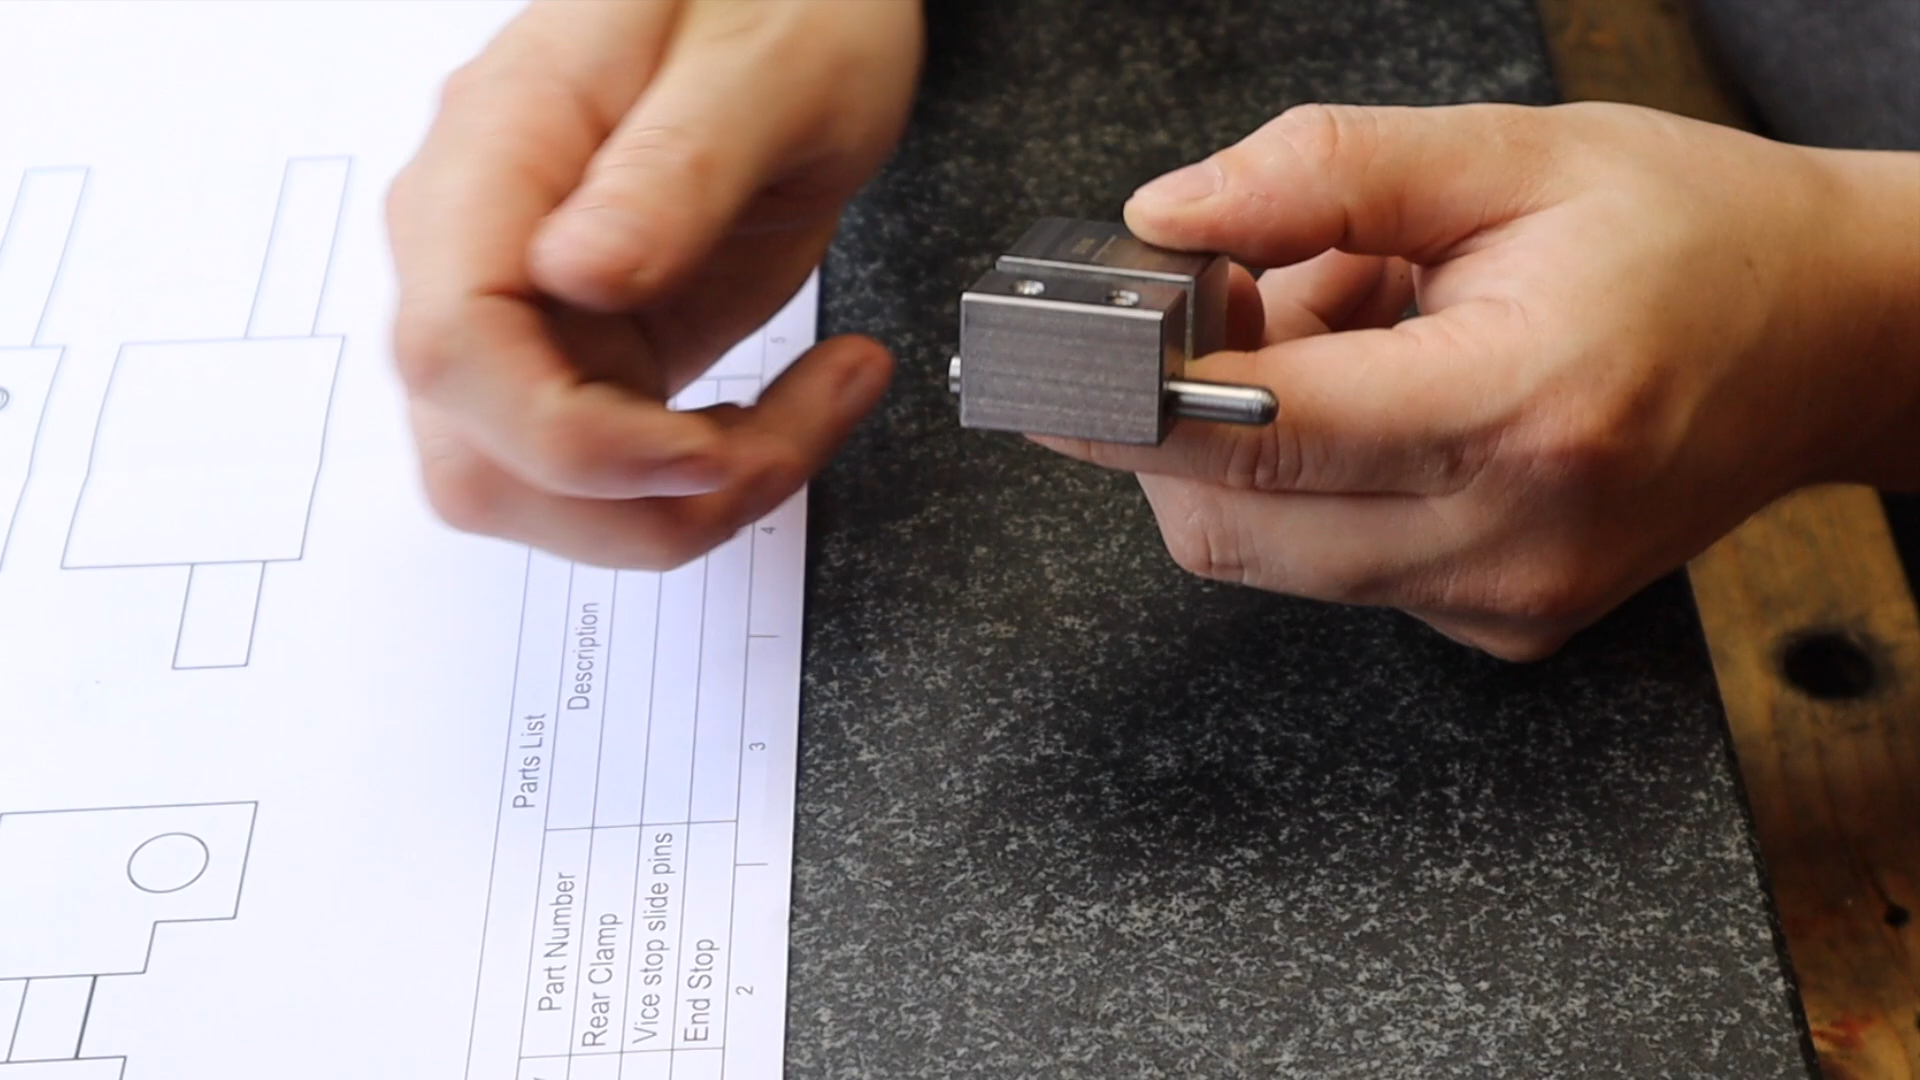 Parts List
Part Number Description
Rear Clamp
Vice stop slide pins
End Stop
2 3 4 5